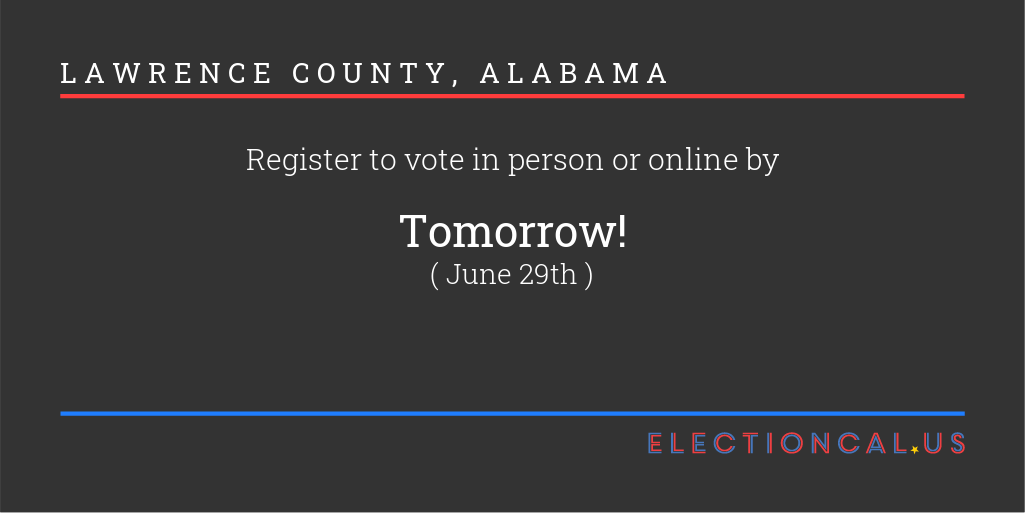 LAWRENCE COUNTY, ALABAMA
Register to vote in person or online by
Tomorrow!
( June 29th )
ELECTIONCAL.US